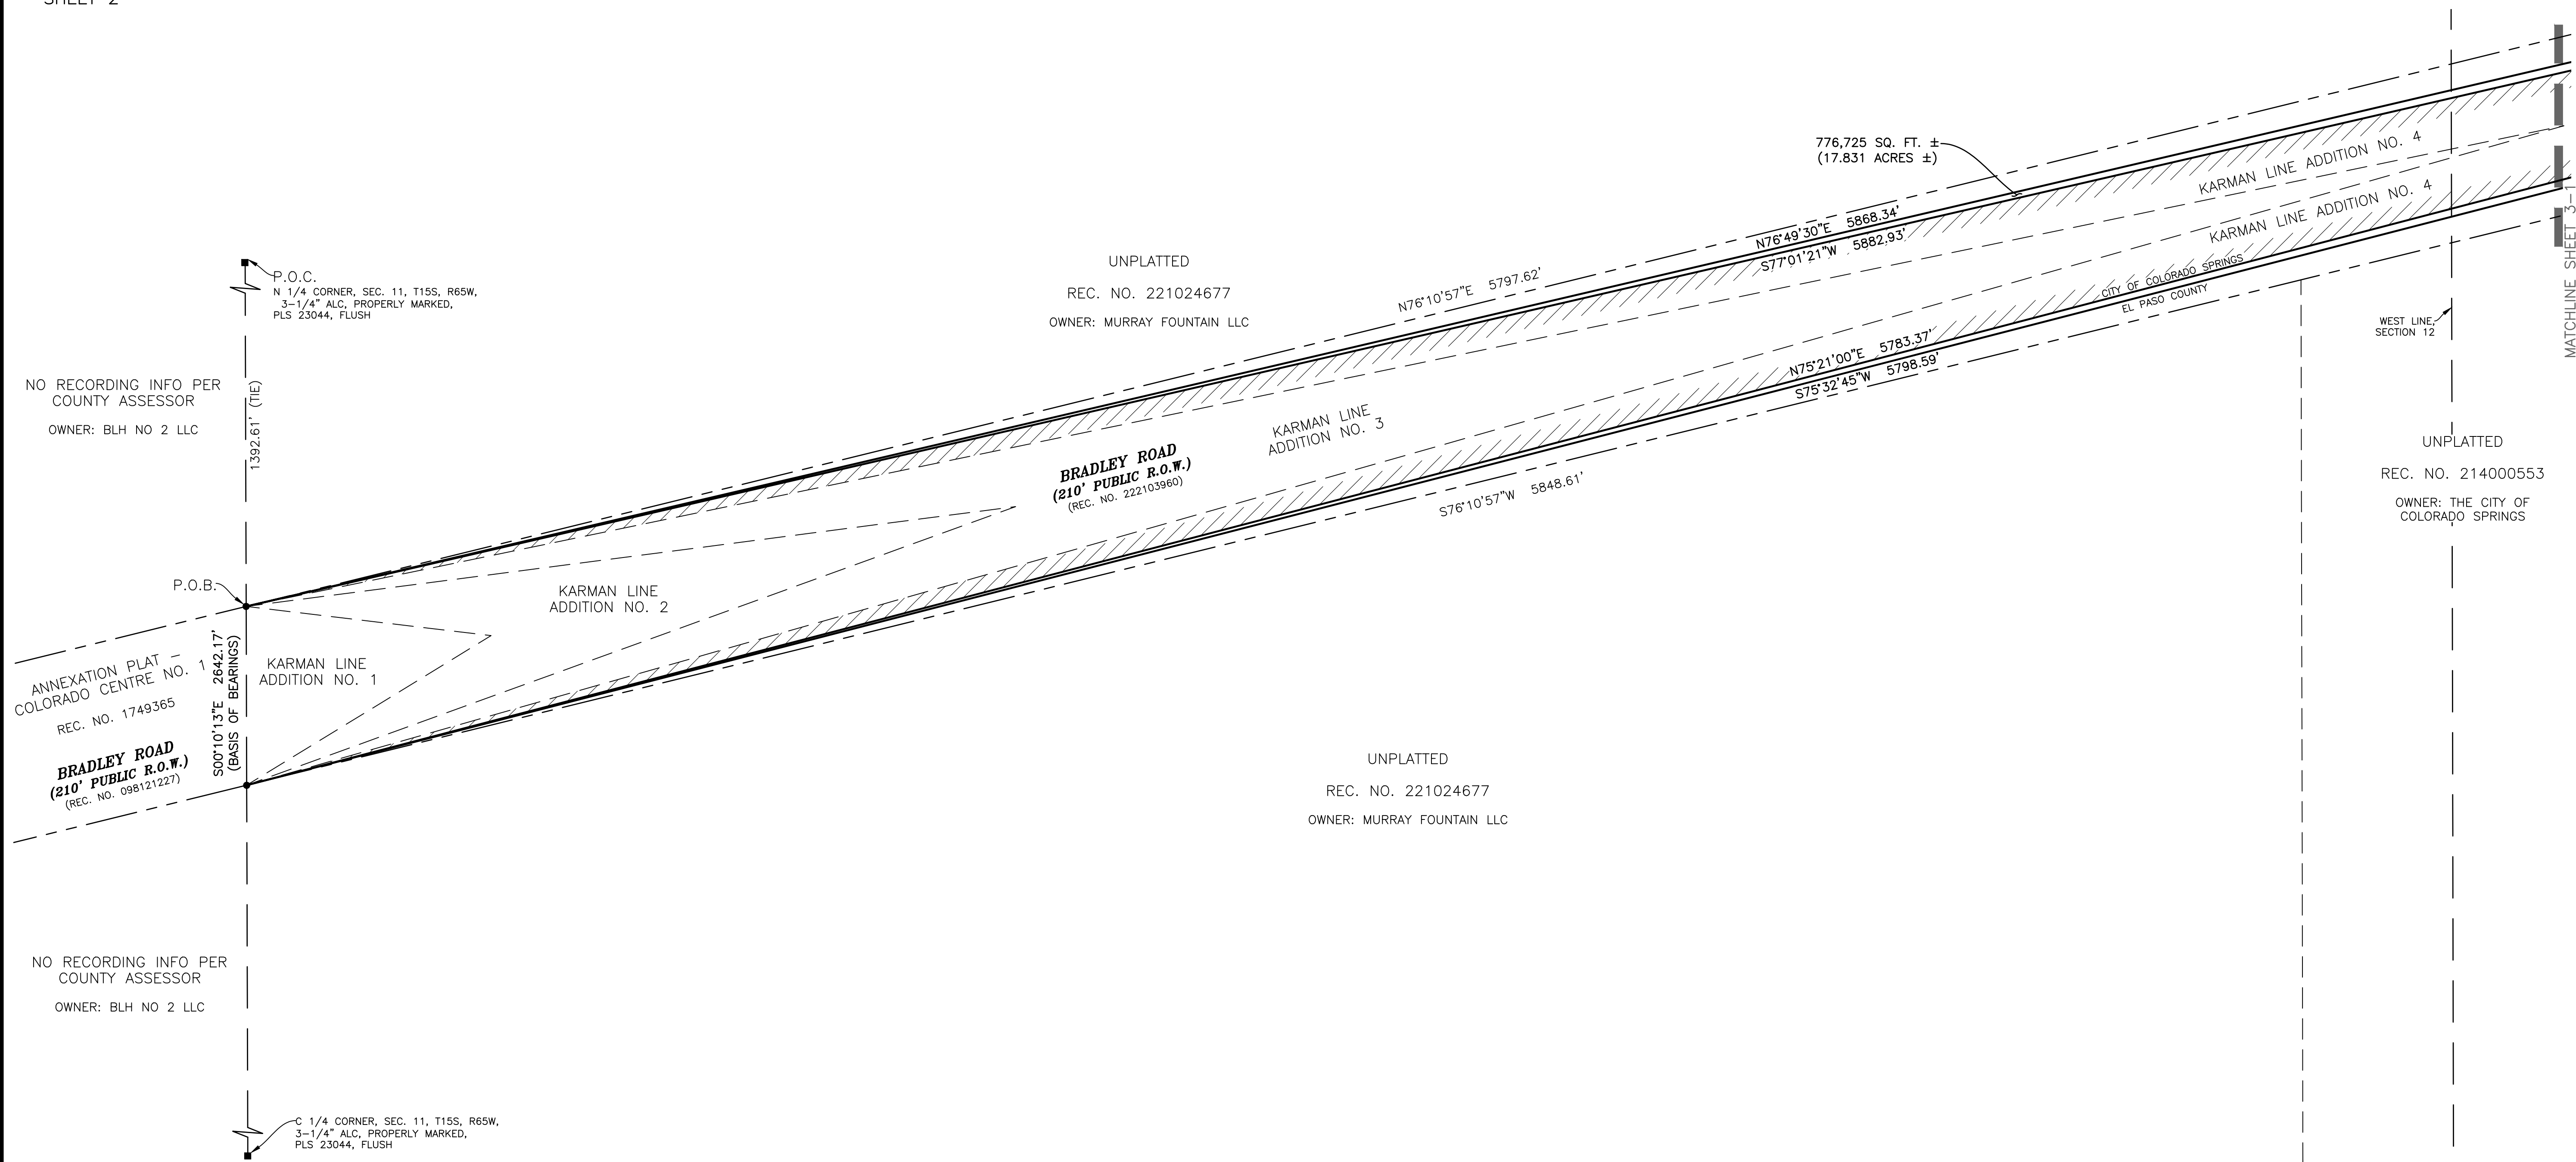 SHEET 2
776,725 SQ. FT. ±
(17.831 ACRES ±)
KARMAN LINE ADDITION NO. 4
KARMAN LINE ADDITION NO. 4
MATCHLINE SHEET 3-1
N76°49'30"E 5868.34'
S77°01'21"W 5882.93'
UNPLATTED
REC. NO. 221024677
OWNER: MURRAY FOUNTAIN LLC
N76°10'57"E 5797.62'
CITY OF COLORADO SPRINGS
EL PASO COUNTY
P.O.C.
N 1/4 CORNER, SEC. 11, T15S, R65W,
3-1/4" ALC, PROPERLY MARKED,
PLS 23044, FLUSH
WEST LINE,
SECTION 12
N75°21'00"E 5783.37'
S75°32'45"W 5798.59'
NO RECORDING INFO PER
COUNTY ASSESSOR
OWNER: BLH NO 2 LLC
1392.61' (TIE)
KARMAN LINE
ADDITION NO. 3
BRADLEY ROAD
(210' PUBLIC R.O.W.)
(REC. NO. 222103960)
S76°10'57"W 5848.61'
UNPLATTED
REC. NO. 214000553
OWNER: THE CITY OF
COLORADO SPRINGS
P.O.B.
KARMAN LINE
ADDITION NO. 2
S00°10'13"E 2642.17'
(BASIS OF BEARINGS)
KARMAN LINE
ADDITION NO. 1
ANNEXATION PLAT –
COLORADO CENTRE NO. 1
REC. NO. 1749365
BRADLEY ROAD
(210' PUBLIC R.O.W.)
(REC. NO. 098121227)
UNPLATTED
REC. NO. 221024677
OWNER: MURRAY FOUNTAIN LLC
NO RECORDING INFO PER
COUNTY ASSESSOR
OWNER: BLH NO 2 LLC
C 1/4 CORNER, SEC. 11, T15S, R65W,
3-1/4" ALC, PROPERLY MARKED,
PLS 23044, FLUSH